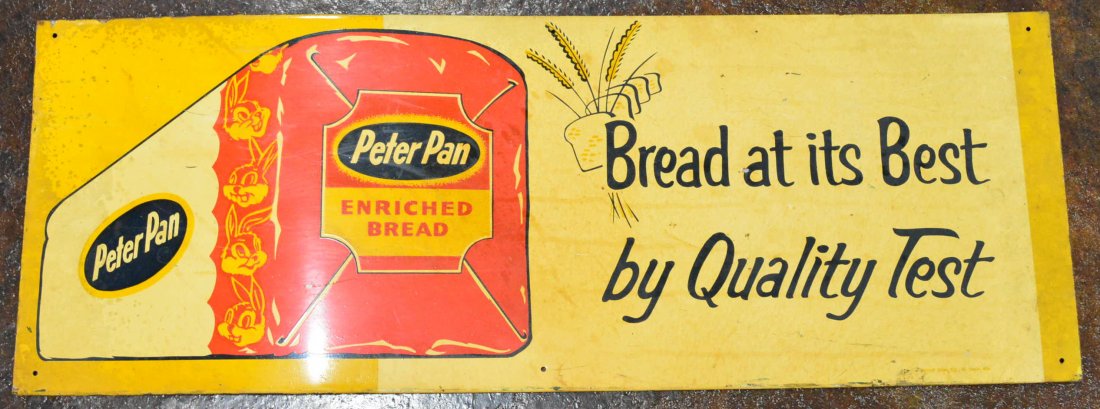 Peter Pan
Peter Pan
ENRICHED
BREAD
Bread at its Best
by Quality Test